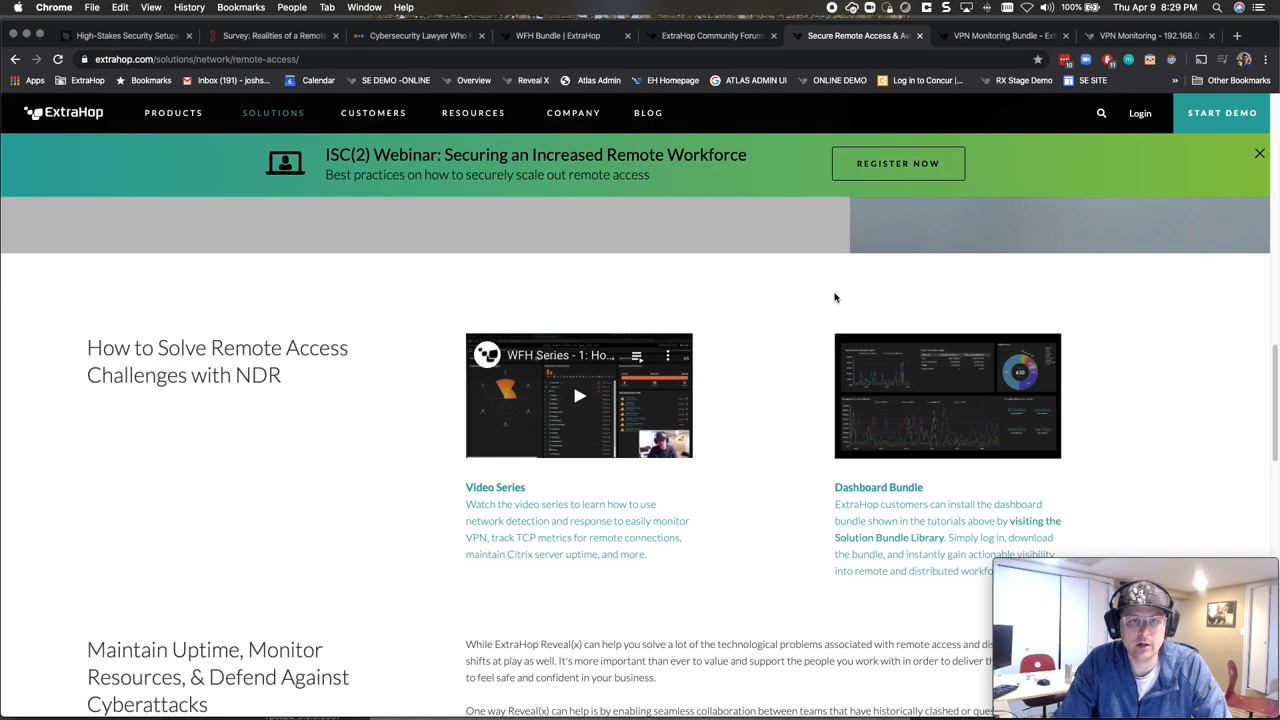 Chrome File Edit View History Bookmarks People Tab Window Help
100% Thu Apr 9 8:29 PM
High-Stakes Security Setups
Survey: Realities of a Remote
Cybersecurity Lawyer Who F
WFH Bundle | ExtraHop
ExtraHop Community Forum
Secure Remote Access & Av
VPN Monitoring Bundle - Ext
VPN Monitoring - 192.168.0.
extrahop.com/solutions/network/remote-access/
Apps ExtraHop Bookmarks Inbox (191) - joshs... Calendar SE DEMO -ONLINE Overview Reveal X Atlas Admin EH Homepage ATLAS ADMIN UI ONLINE DEMO Log in to Concur |... RX Stage Demo SE SITE » Other Bookmarks
ExtraHop PRODUCTS SOLUTIONS CUSTOMERS RESOURCES COMPANY BLOG Login START DEMO
ISC(2) Webinar: Securing an Increased Remote Workforce
Best practices on how to securely scale out remote access
REGISTER NOW
How to Solve Remote Access
Challenges with NDR
WFH Series - 1: Ho...
610
Video Series
Watch the video series to learn how to use
network detection and response to easily monitor
VPN, track TCP metrics for remote connections,
maintain Citrix server uptime, and more.
Dashboard Bundle
ExtraHop customers can install the dashboard
bundle shown in the tutorials above by visiting the
Solution Bundle Library. Simply log in, download
the bundle, and instantly gain actionable visibility
into remote and distributed workfo
Maintain Uptime, Monitor
Resources, & Defend Against
Cyberattacks
While ExtraHop Reveal(x) can help you solve a lot of the technological problems associated with remote access and dis
shifts at play as well. It's more important than ever to value and support the people you work with in order to deliver th
to feel safe and confident in your business.
One way Reveal(x) can help is by enabling seamless collaboration between teams that have historically clashed or ques